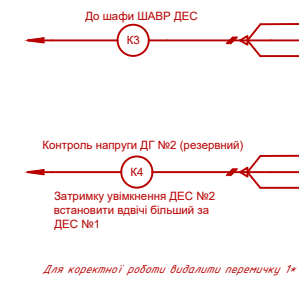 До шафи ШАВР ДЕС
К3
Контроль напруги ДГ №2 (резервний)
К4
Затримку увімкнення ДЕС №2
встановити вдвічі більший за
ДЕС №1
Для коректної роботи видалити перемичку 1*